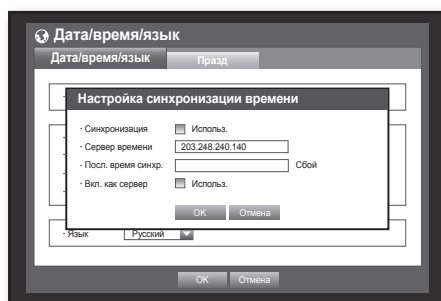 Дата/время/язык
Дата/время/язык Празд
Настройка синхронизации времени
· Синхронизация Использ.
· Сервер времени 203.248.240.140
· Посл. время синхр. Сбой
· Вкл. как сервер Использ.
OK Отмена
· Язык Русский
OK Отмена